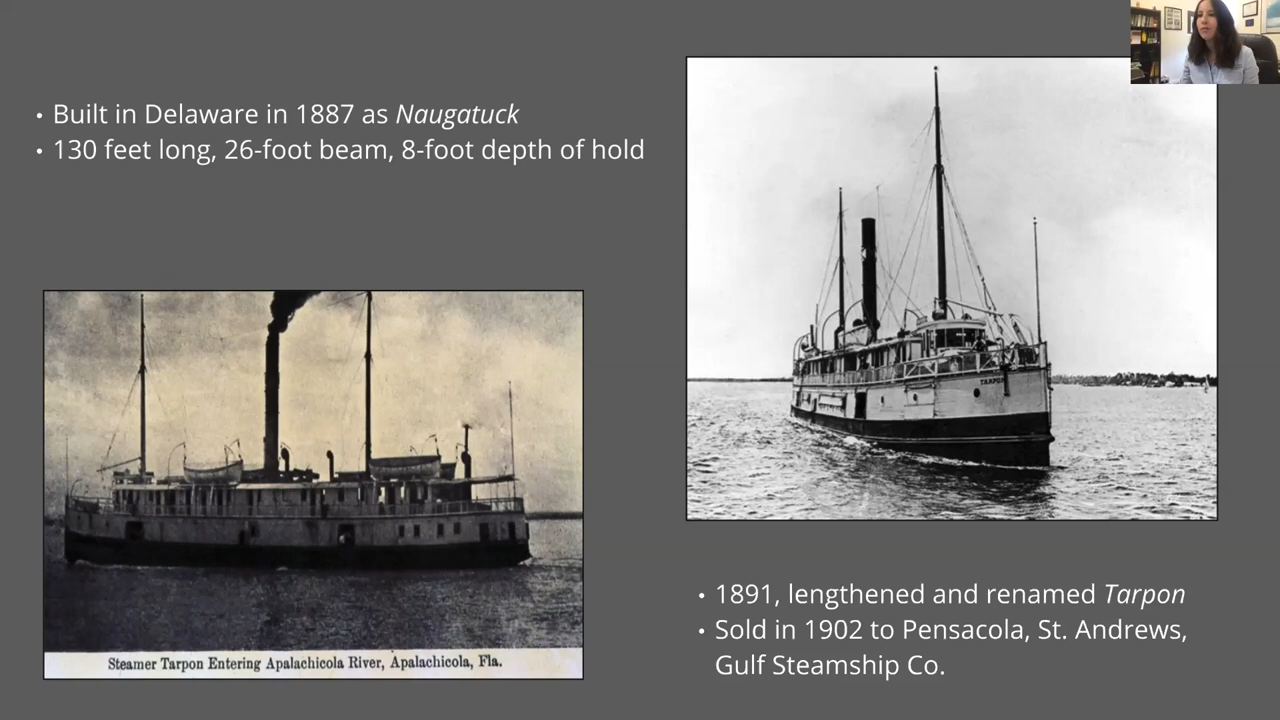 • Built in Delaware in 1887 as Naugatuck
• 130 feet long, 26-foot beam, 8-foot depth of hold
TARPON
Steamer Tarpon Entering Apalachicola River, Apalachicola, Fla.
• 1891, lengthened and renamed Tarpon
• Sold in 1902 to Pensacola, St. Andrews,
Gulf Steamship Co.